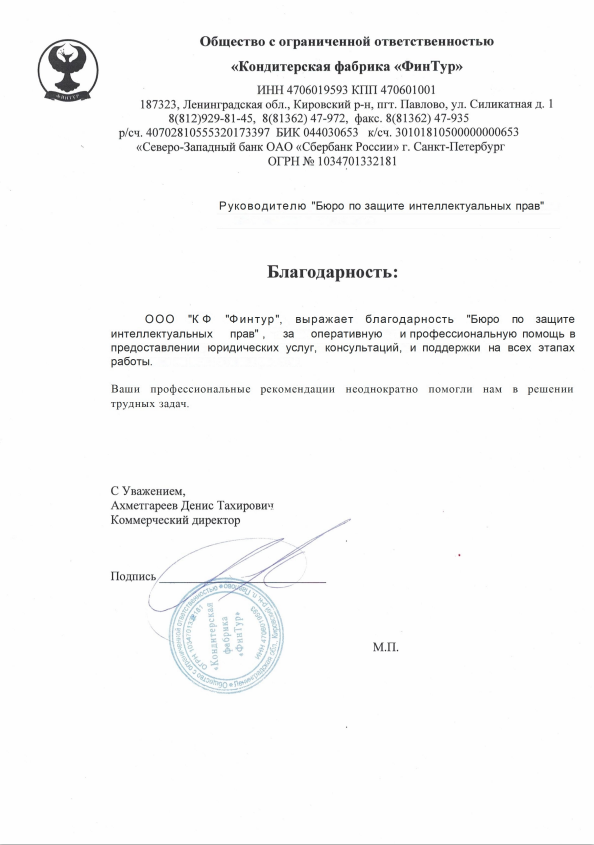 Общество с ограниченной ответственностью
«Кондитерская фабрика «ФинТур»
ИНН 4706019593 КПП 470601001
187323, Ленинградская обл., Кировский р-н, пгт. Павлово, ул. Силикатная д. 1
8(812)929-81-45, 8(81362) 47-972, факс. 8(81362) 47-935
р/сч. 40702810555320173397 БИК 044030653 к/сч. 30101810500000000653
«Северо-Западный банк ОАО «Сбербанк России» г. Санкт-Петербург
ОГРН № 1034701332181
ФИНТУР
Руководителю "Бюро по защите интеллектуальных прав"
Благодарность:
ООО "КФ "Финтур", выражает благодарность "Бюро по защите
интеллектуальных прав" , за оперативную и профессиональную помощь в
предоставлении юридических услуг, консультаций, и поддержки на всех этапах
работы.
Ваши профессиональные рекомендации неоднократно помогли нам в решении
трудных задач.
С Уважением,
Ахметгареев Денис Тахирович
Коммерческий директор
Подпись
«Кондитерская
фабрика
«ФинТур»
М.П.